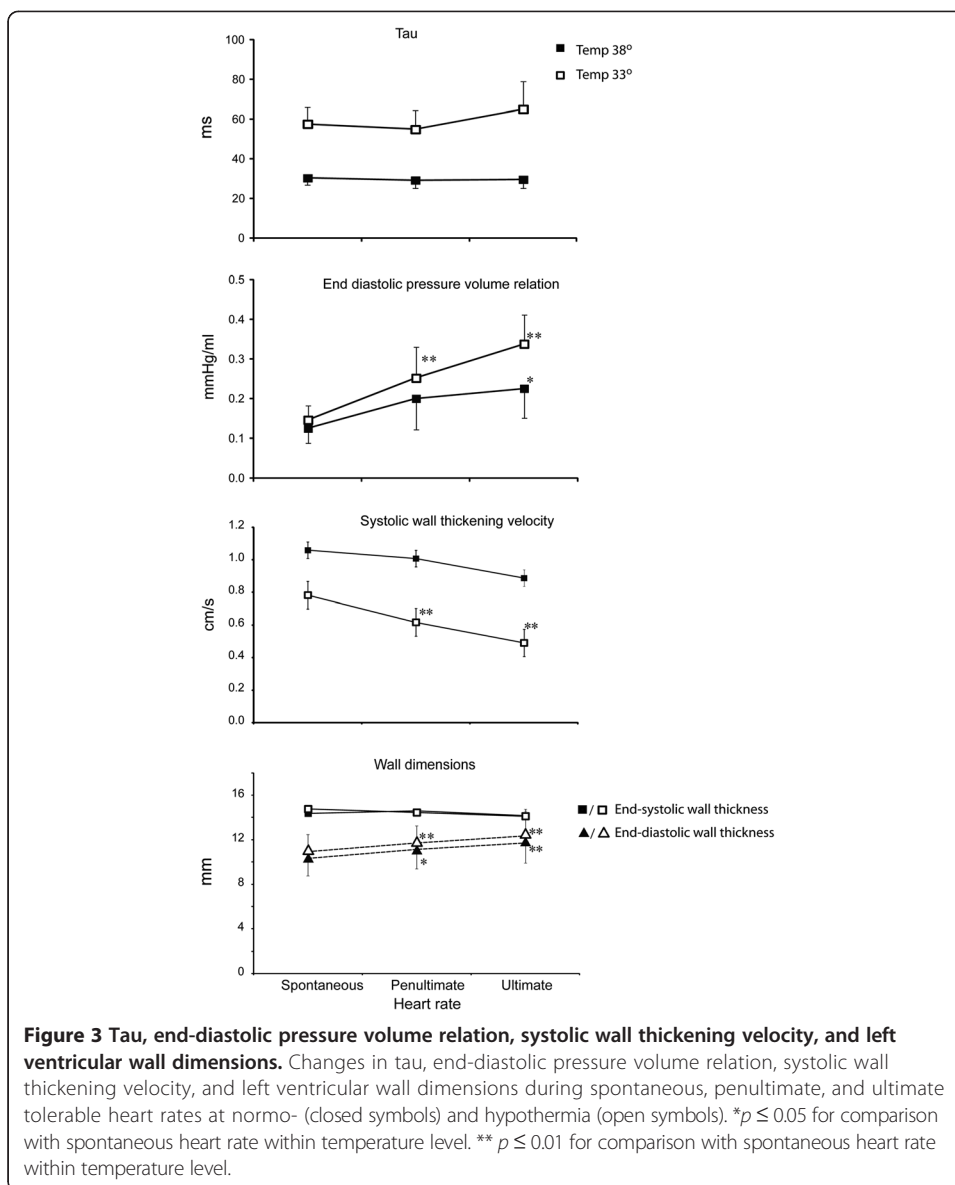 Tau
■ Temp 38º
□ Temp 33º
100
80
60
40
20
0
ms
End diastolic pressure volume relation
0.5
0.4
0.3
0.2
0.1
0.0
mmHg/ml
**
**
*
Systolic wall thickening velocity
1.2
1.0
0.8
0.6
0.4
0.2
0.0
cm/s
**
**
Wall dimensions
16
12
8
4
0
mm
**
*
**
**
■/□ End-systolic wall thickness
▲/△ End-diastolic wall thickness
Spontaneous Penultimate Ultimate
Heart rate
Figure 3 Tau, end-diastolic pressure volume relation, systolic wall thickening velocity, and left
ventricular wall dimensions. Changes in tau, end-diastolic pressure volume relation, systolic wall
thickening velocity, and left ventricular wall dimensions during spontaneous, penultimate, and ultimate
tolerable heart rates at normo- (closed symbols) and hypothermia (open symbols). *p ≤ 0.05 for comparison
with spontaneous heart rate within temperature level. ** p ≤ 0.01 for comparison with spontaneous heart rate
within temperature level.